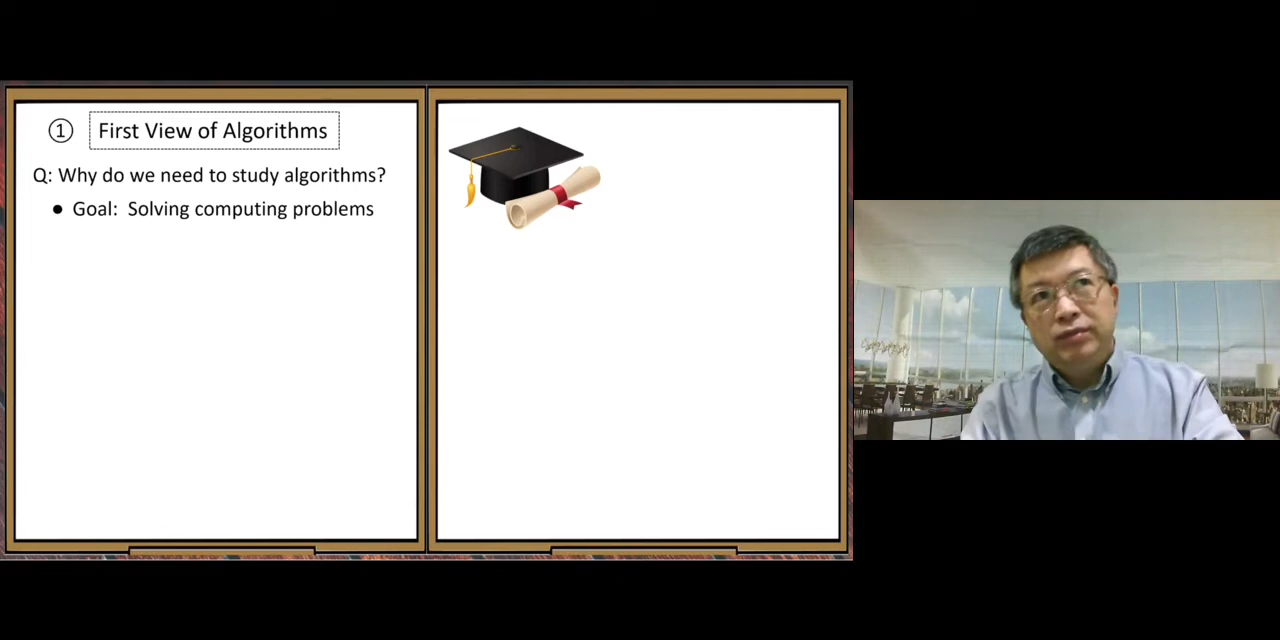 ① First View of Algorithms
Q: Why do we need to study algorithms?
● Goal: Solving computing problems